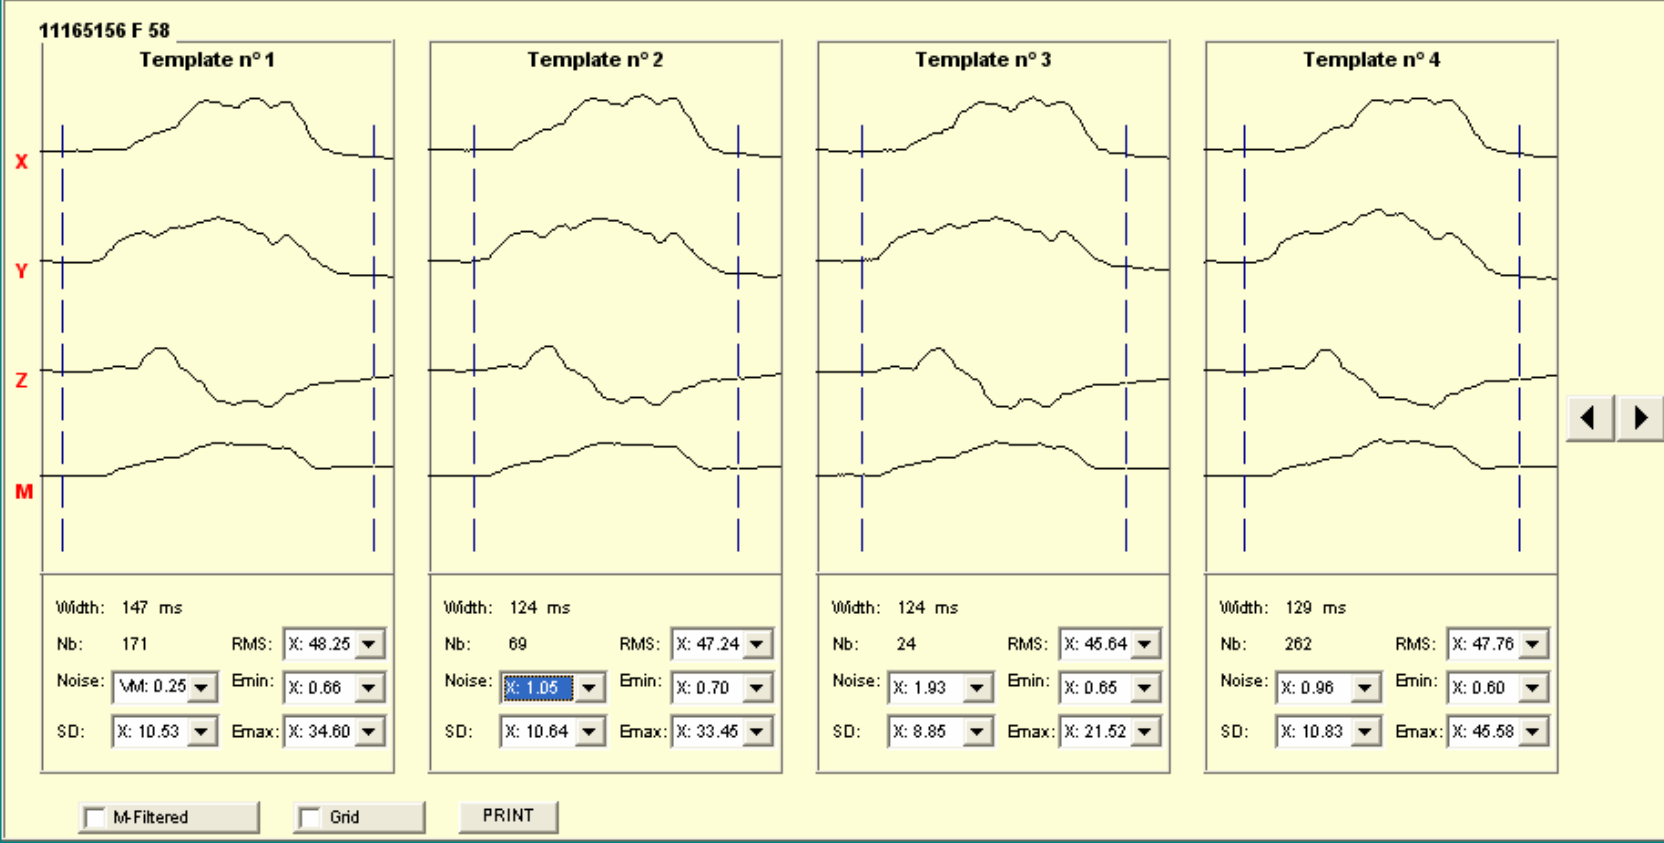 11165156 F 58
Template nº 1
Template nº 2
Template nº 3
Template nº 4
X
Y
Z
M
Width: 147 ms
Nb: 171 RMS: X: 48.25
Noise: VM: 0.25 Emin: X: 0.66
SD: X: 10.53 Emax: X: 34.60
Width: 124 ms
Nb: 69 RMS: X: 47.24
Noise: X: 1.05 Emin: X: 0.70
SD: X: 10.64 Emax: X: 33.45
Width: 124 ms
Nb: 24 RMS: X: 45.64
Noise: X: 1.93 Emin: X: 0.65
SD: X: 8.85 Emax: X: 21.52
Width: 129 ms
Nb: 262 RMS: X: 47.76
Noise: X: 0.96 Emin: X: 0.60
SD: X: 10.83 Emax: X: 45.58
M-Filtered
Grid
PRINT